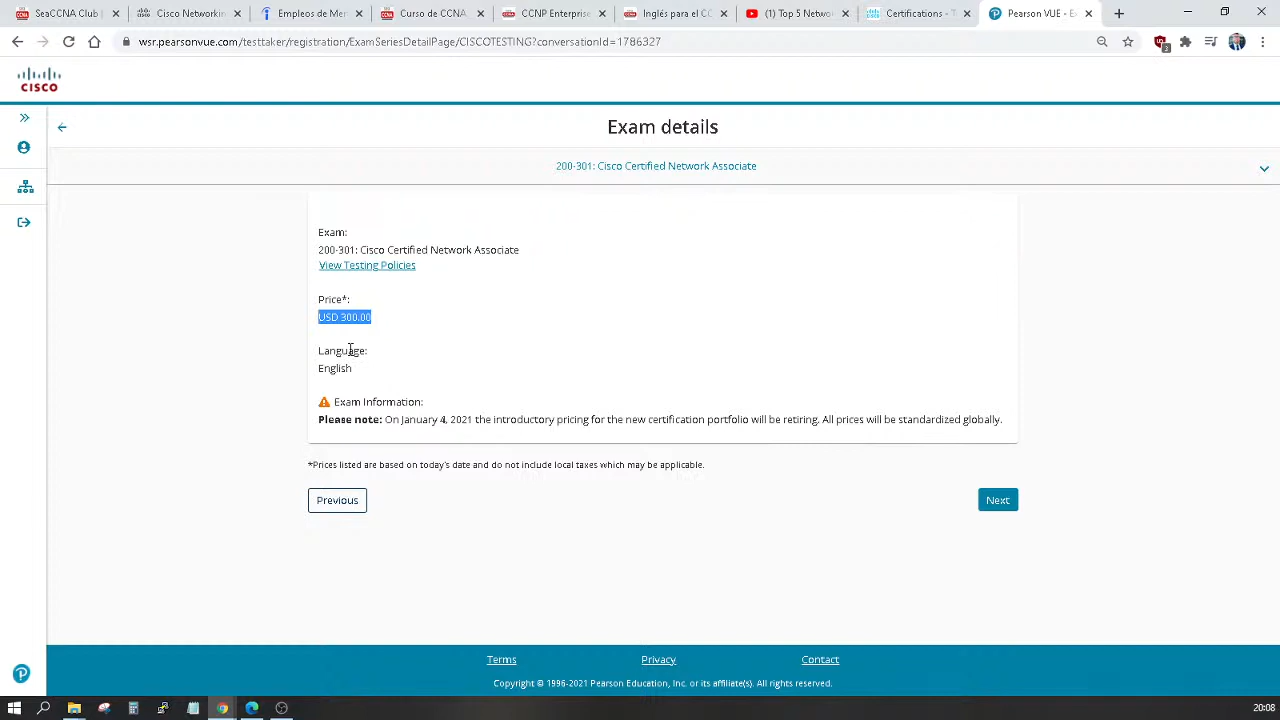 SerCCNA Club |
Cisco Networkin
Empleos de Mer
Curso de CCNA
CCNP Enterprise
Inglés para el CC
(1) Top 5 Netwo
Certifications - T
Pearson VUE - Ex
wsr.pearsonvue.com/testtaker/registration/ExamSeriesDetailPage/CISCOTESTING?conversationId=1786327
2
CISCO
Exam details
200-301: Cisco Certified Network Associate
Exam:
200-301: Cisco Certified Network Associate
View Testing Policies
Price*:
USD 300.00
Language:
English
Exam Information:
Please note: On January 4, 2021 the introductory pricing for the new certification portfolio will be retiring. All prices will be standardized globally.
*Prices listed are based on today's date and do not include local taxes which may be applicable.
Previous
Next
Terms
Privacy
Contact
Copyright © 1996-2021 Pearson Education, Inc. or its affiliate(s). All rights reserved.
20:08